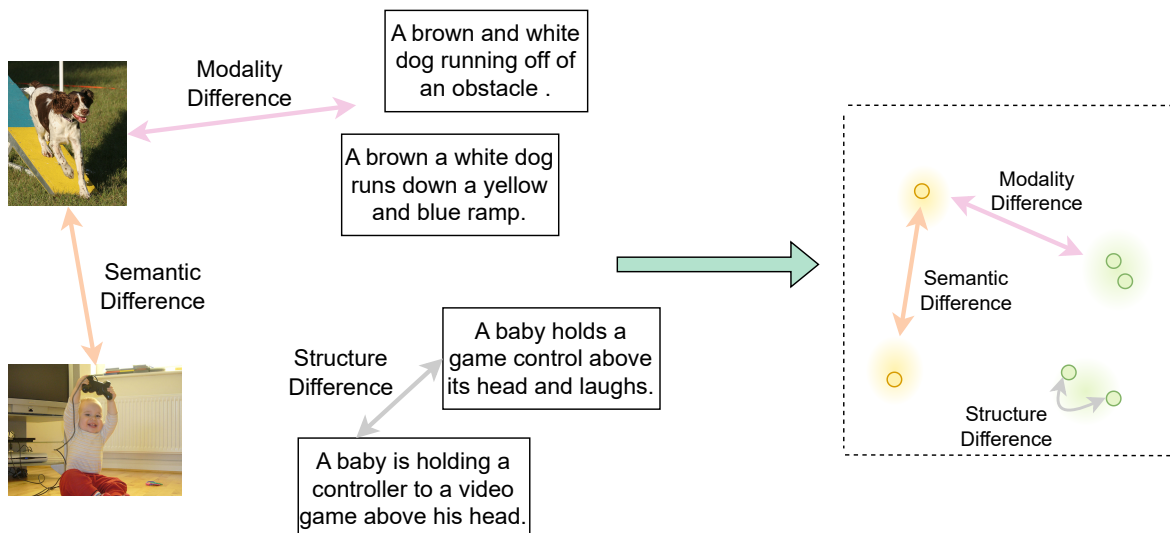 A brown and white
dog running off of
an obstacle .
Modality
Difference
A brown a white dog
runs down a yellow
and blue ramp.
Semantic
Difference
A baby holds a
game control above
its head and laughs.
Structure
Difference
A baby is holding a
controller to a video
game above his head.
Modality
Difference
Semantic
Difference
Structure
Difference